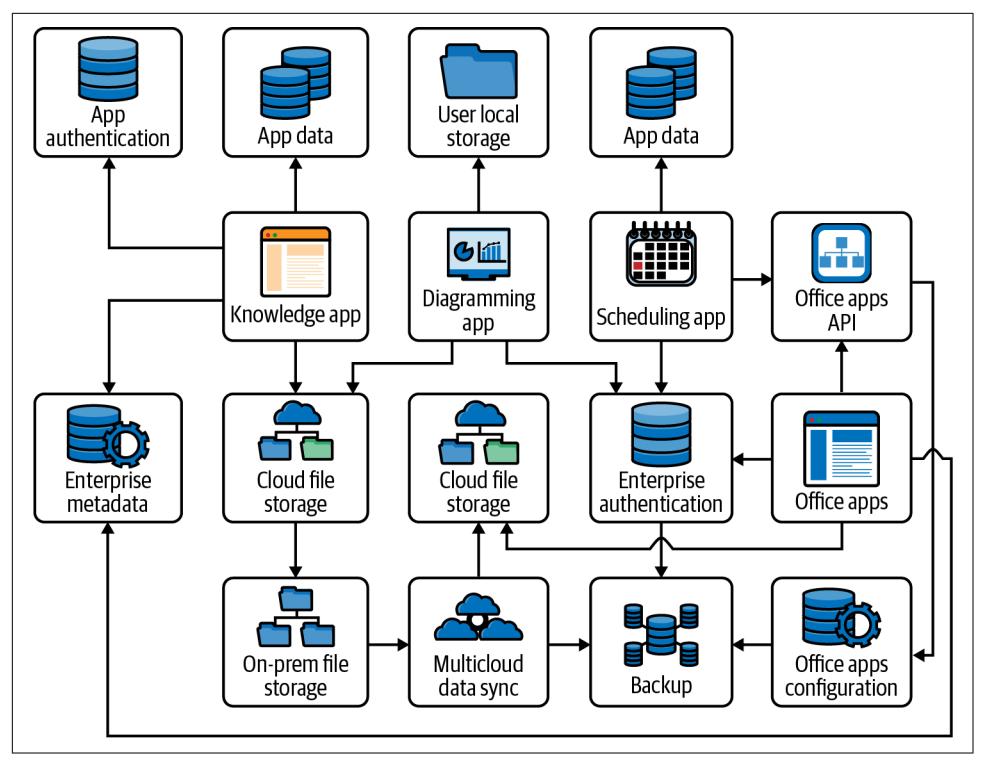 App
authentication
App data
User local
storage
App data
Knowledge app
Diagramming
app
Scheduling app
Office apps
API
Enterprise
metadata
Cloud file
storage
Cloud file
storage
Enterprise
authentication
Office apps
On-prem file
storage
Multicloud
data sync
Backup
Office apps
configuration